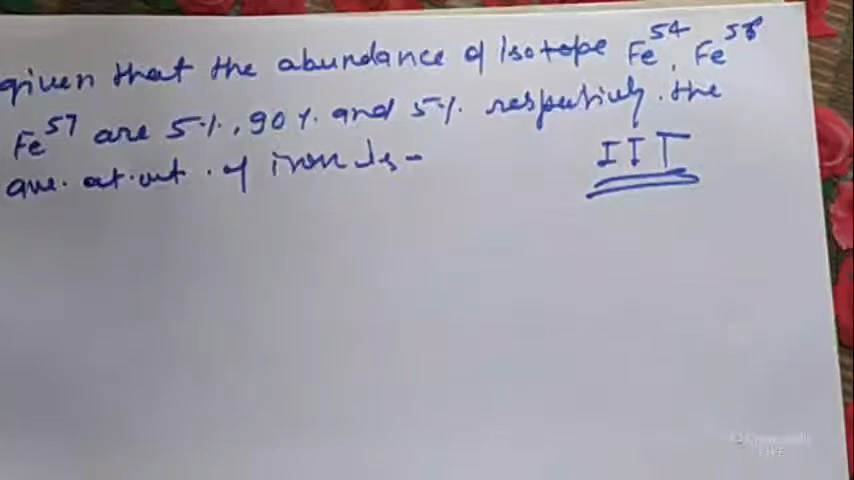 given that the abundance of isotope Fe⁵⁴, Fe⁵⁶
Fe⁵⁷ are 5%, 90% and 5% respectively. the
ave. at. wt. of iron is -
IIT
LIVE